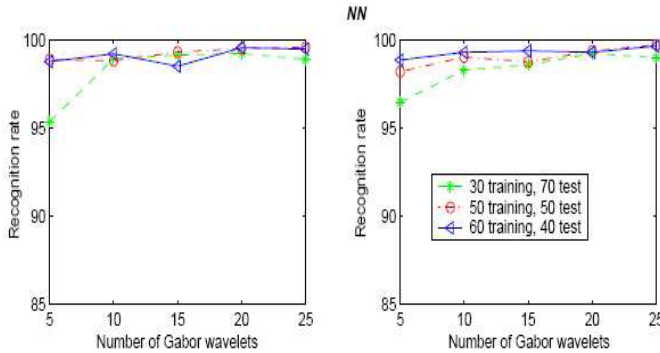 NN
100
95
90
85
Recognition rate
5 10 15 20 25
Number of Gabor wavelets
100
95
90
85
Recognition rate
30 training, 70 test
50 training, 50 test
60 training, 40 test
5 10 15 20 25
Number of Gabor wavelets